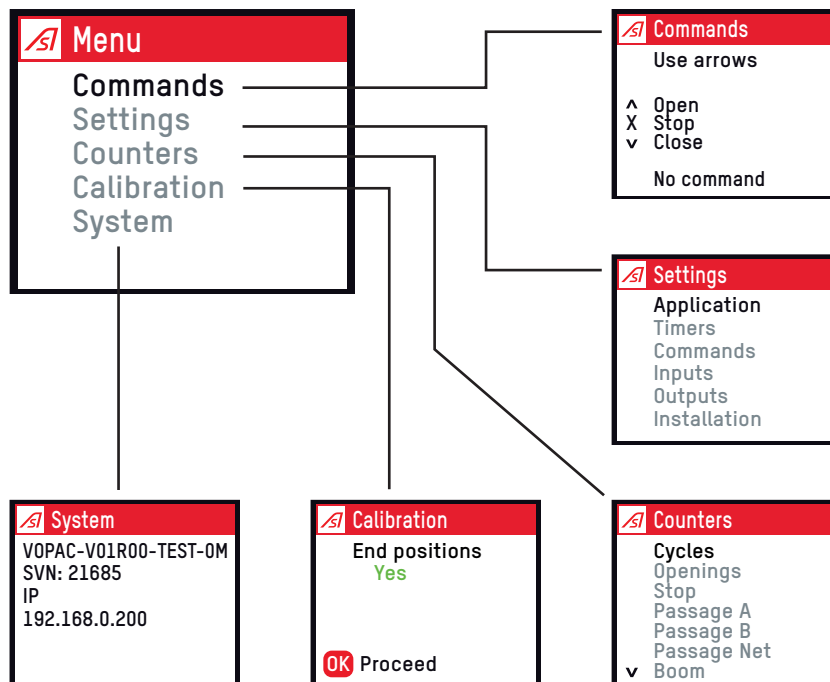 Menu
Commands
Settings
Counters
Calibration
System
Commands
Use arrows
^ Open
X Stop
v Close
No command
Settings
Application
Timers
Commands
Inputs
Outputs
Installation
System
VOPAC-V01R00-TEST-OM
SVN: 21685
IP
192.168.0.200
Calibration
End positions
Yes
OK Proceed
Counters
Cycles
Openings
Stop
Passage A
Passage B
Passage Net
v Boom